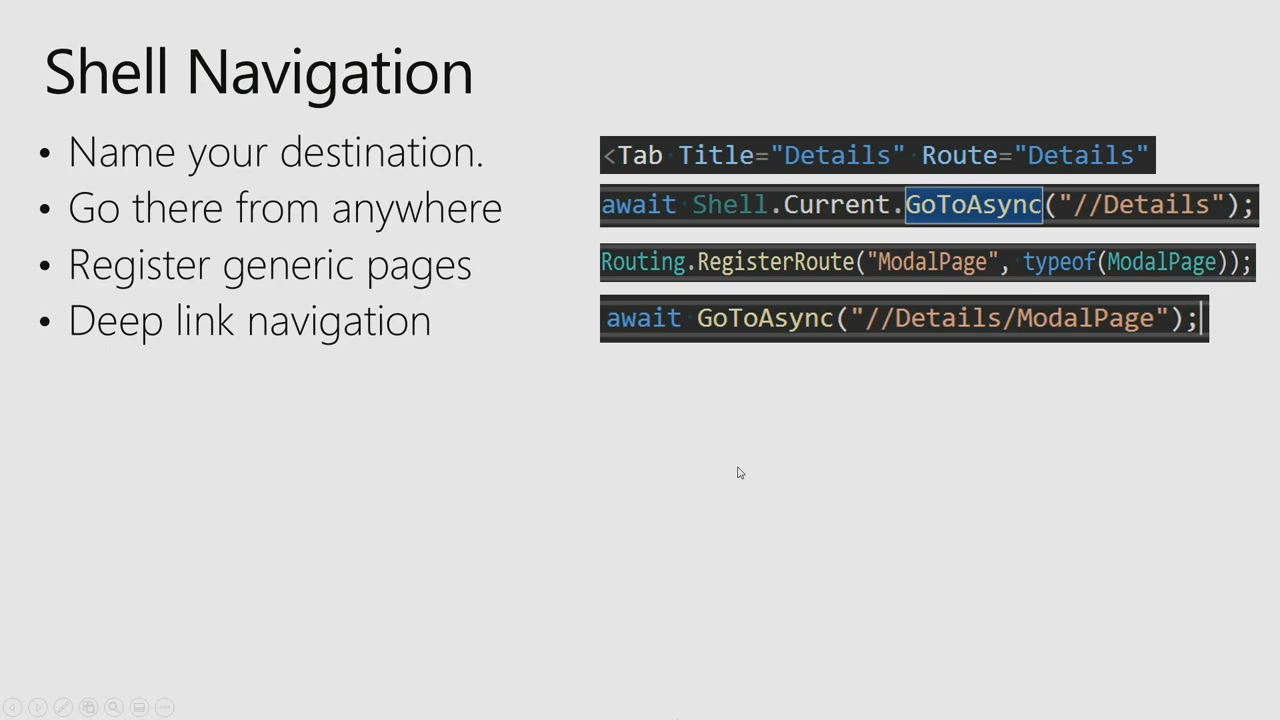 Shell Navigation
• Name your destination.
<Tab Title="Details" Route="Details"
• Go there from anywhere
await Shell.Current.GoToAsync("//Details");
• Register generic pages
Routing.RegisterRoute("ModalPage", typeof(ModalPage));
• Deep link navigation
await GoToAsync("//Details/ModalPage");